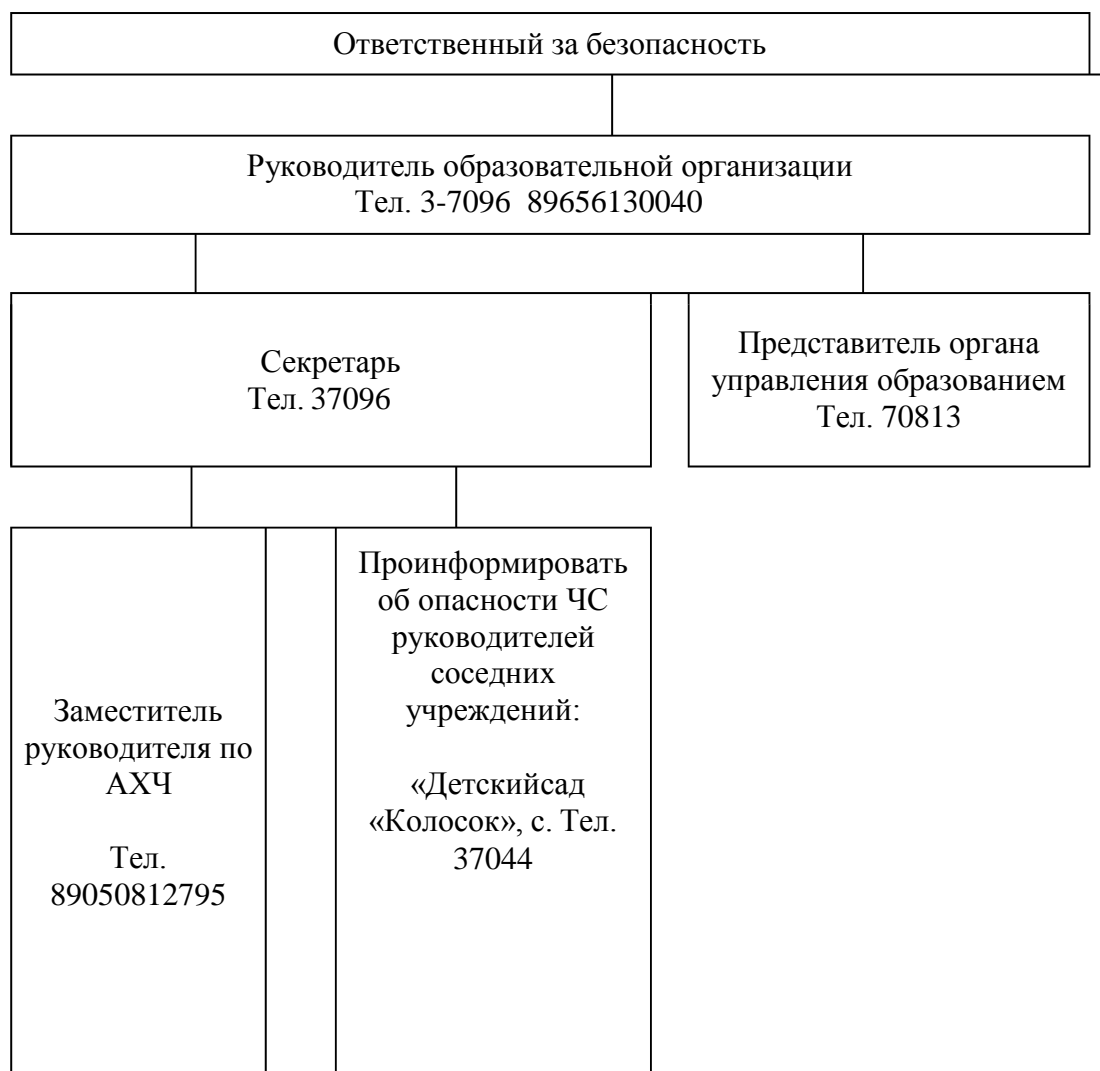 Ответственный за безопасность
Руководитель образовательной организации
Тел. 3-7096 89656130040
Секретарь
Тел. 37096
Представитель органа
управления образованием
Тел. 70813
Заместитель
руководителя по
АХЧ
Тел.
89050812795
Проинформировать
об опасности ЧС
руководителей
соседних
учреждений:
«Детскийсад
«Колосок», с. Тел.
37044